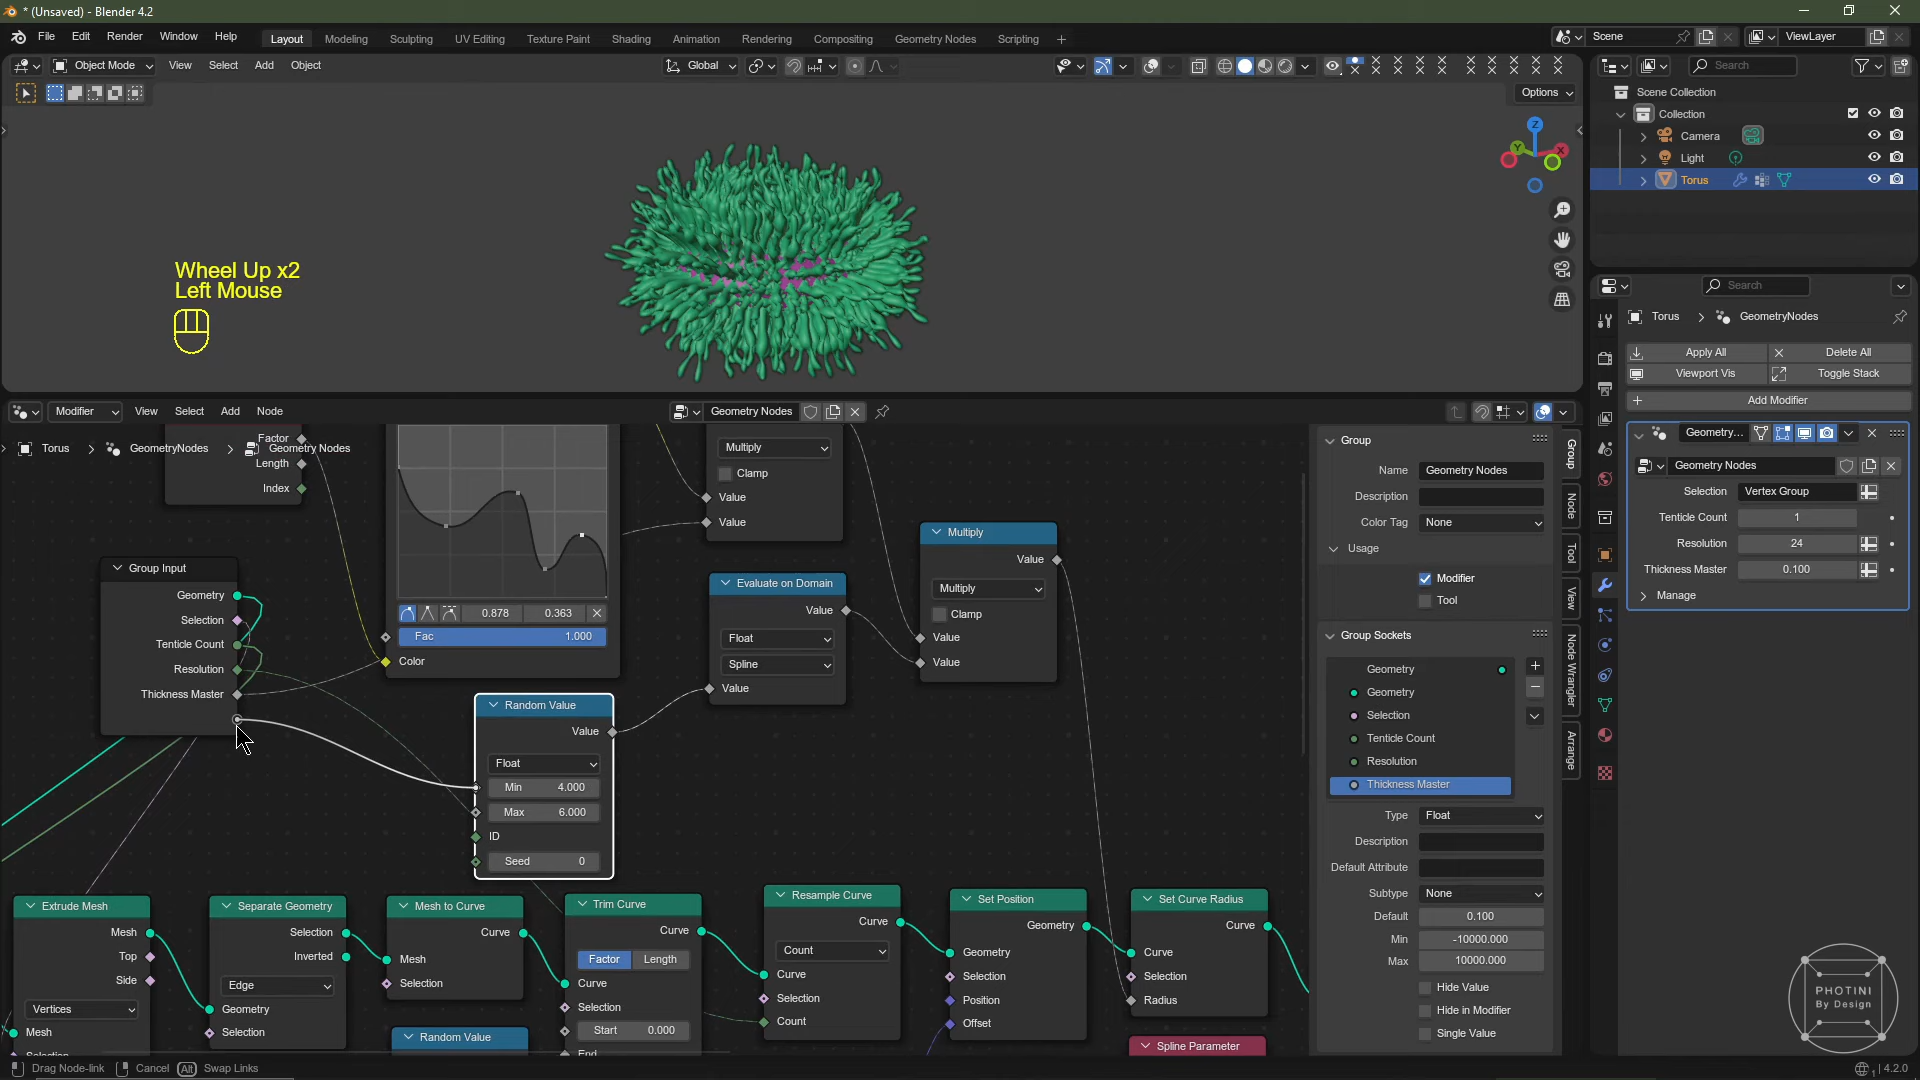 * (Unsaved) - Blender 4.2
File Edit Render Window Help
Layout Modeling Sculpting UV Editing Texture Paint Shading Animation Rendering Compositing Geometry Nodes Scripting +
Scene ViewLayer
Object Mode View Select Add Object
Global
Options
Search
Scene Collection
Collection
Camera
Light
Torus
Z
Y
X
Wheel Up x2
Left Mouse
Search
Torus > GeometryNodes
Apply All Delete All
Viewport Vis Toggle Stack
Add Modifier
Geometry...
Geometry Nodes
Selection Vertex Group
Tenticle Count 1
Resolution 24
Thickness Master 0.100
Manage
Modifier View Select Add Node
Geometry Nodes
Torus > GeometryNodes > Geometry Nodes
Factor
Length
Index
Group Input
Geometry
Selection
Tenticle Count
Resolution
Thickness Master
0.878 0.363
Fac 1.000
Color
Multiply
Clamp
Value
Value
Evaluate on Domain
Value
Float
Spline
Value
Multiply
Value
Multiply
Clamp
Value
Value
Random Value
Value
Float
Min 4.000
Max 6.000
ID
Seed 0
Extrude Mesh
Mesh
Top
Side
Vertices
Mesh
Separate Geometry
Selection
Inverted
Edge
Geometry
Selection
Mesh to Curve
Curve
Mesh
Selection
Random Value
Trim Curve
Curve
Factor Length
Curve
Selection
Start 0.000
End
Resample Curve
Curve
Count
Curve
Selection
Count
Set Position
Geometry
Geometry
Selection
Position
Offset
Set Curve Radius
Curve
Curve
Selection
Radius
Spline Parameter
Group
Name Geometry Nodes
Description
Color Tag None
Usage
Modifier
Tool
Group Sockets
Geometry
Geometry
Selection
Tenticle Count
Resolution
Thickness Master
Type Float
Description
Default Attribute
Subtype None
Default 0.100
Min -10000.000
Max 10000.000
Hide Value
Hide in Modifier
Single Value
Group
Node
Tool
View
Node Wrangler
Arrange
PHOTINI
By Design
Drag Node-link Cancel Alt Swap Links
4.2.0